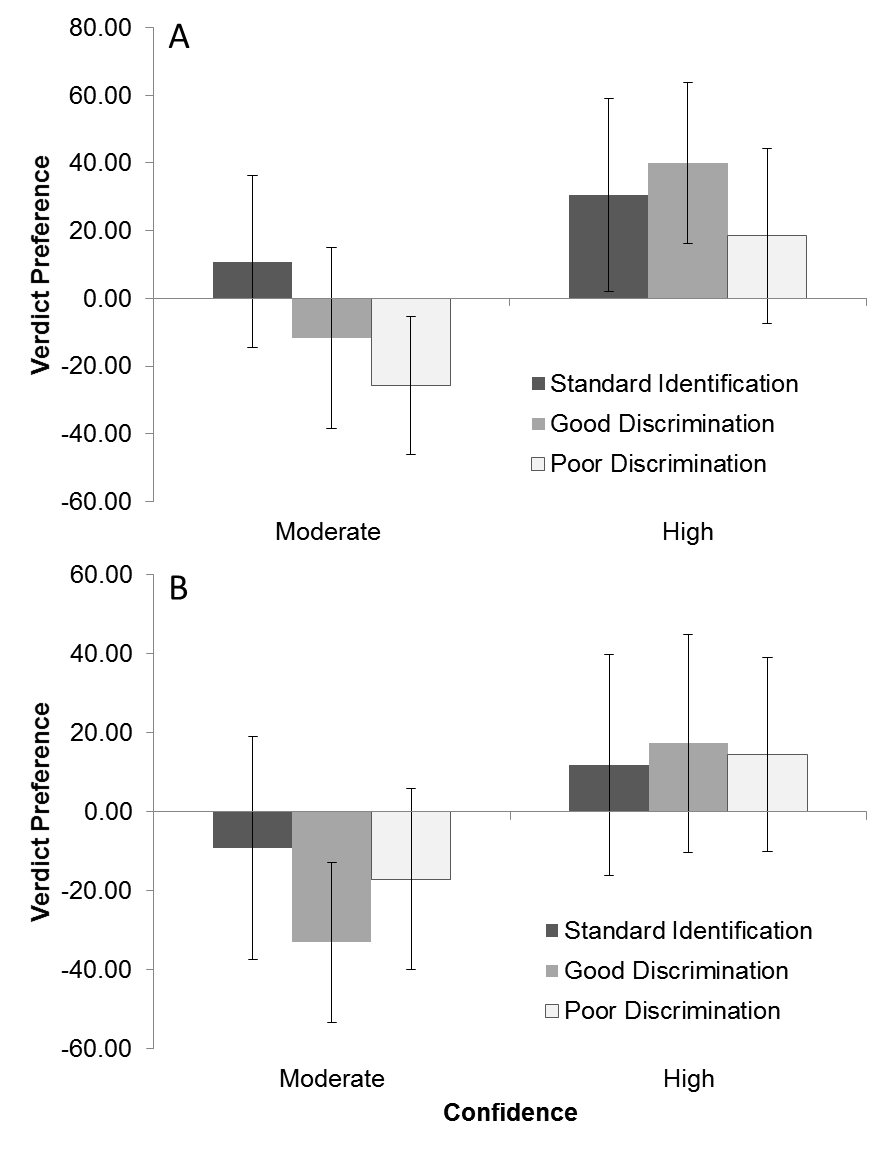 A
80.00
60.00
40.00
20.00
0.00
-20.00
-40.00
-60.00
Verdict Preference
Standard Identification
Good Discrimination
Poor Discrimination
Moderate High
B
60.00
40.00
20.00
0.00
-20.00
-40.00
-60.00
Verdict Preference
Standard Identification
Good Discrimination
Poor Discrimination
Moderate High
Confidence